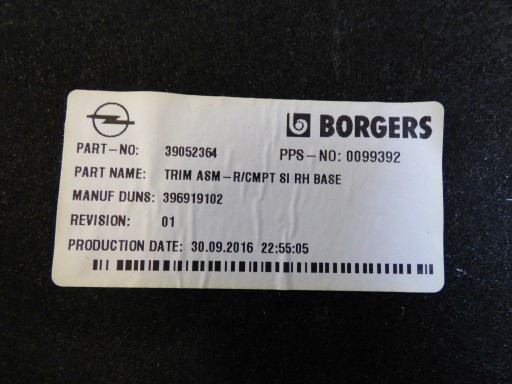 BORGERS
PART-NO: 39052364 PPS-NO: 0099392
PART NAME: TRIM ASM-R/CMPT SI RH BASE
MANUF DUNS: 396919102
REVISION: 01
PRODUCTION DATE: 30.09.2016 22:55:05